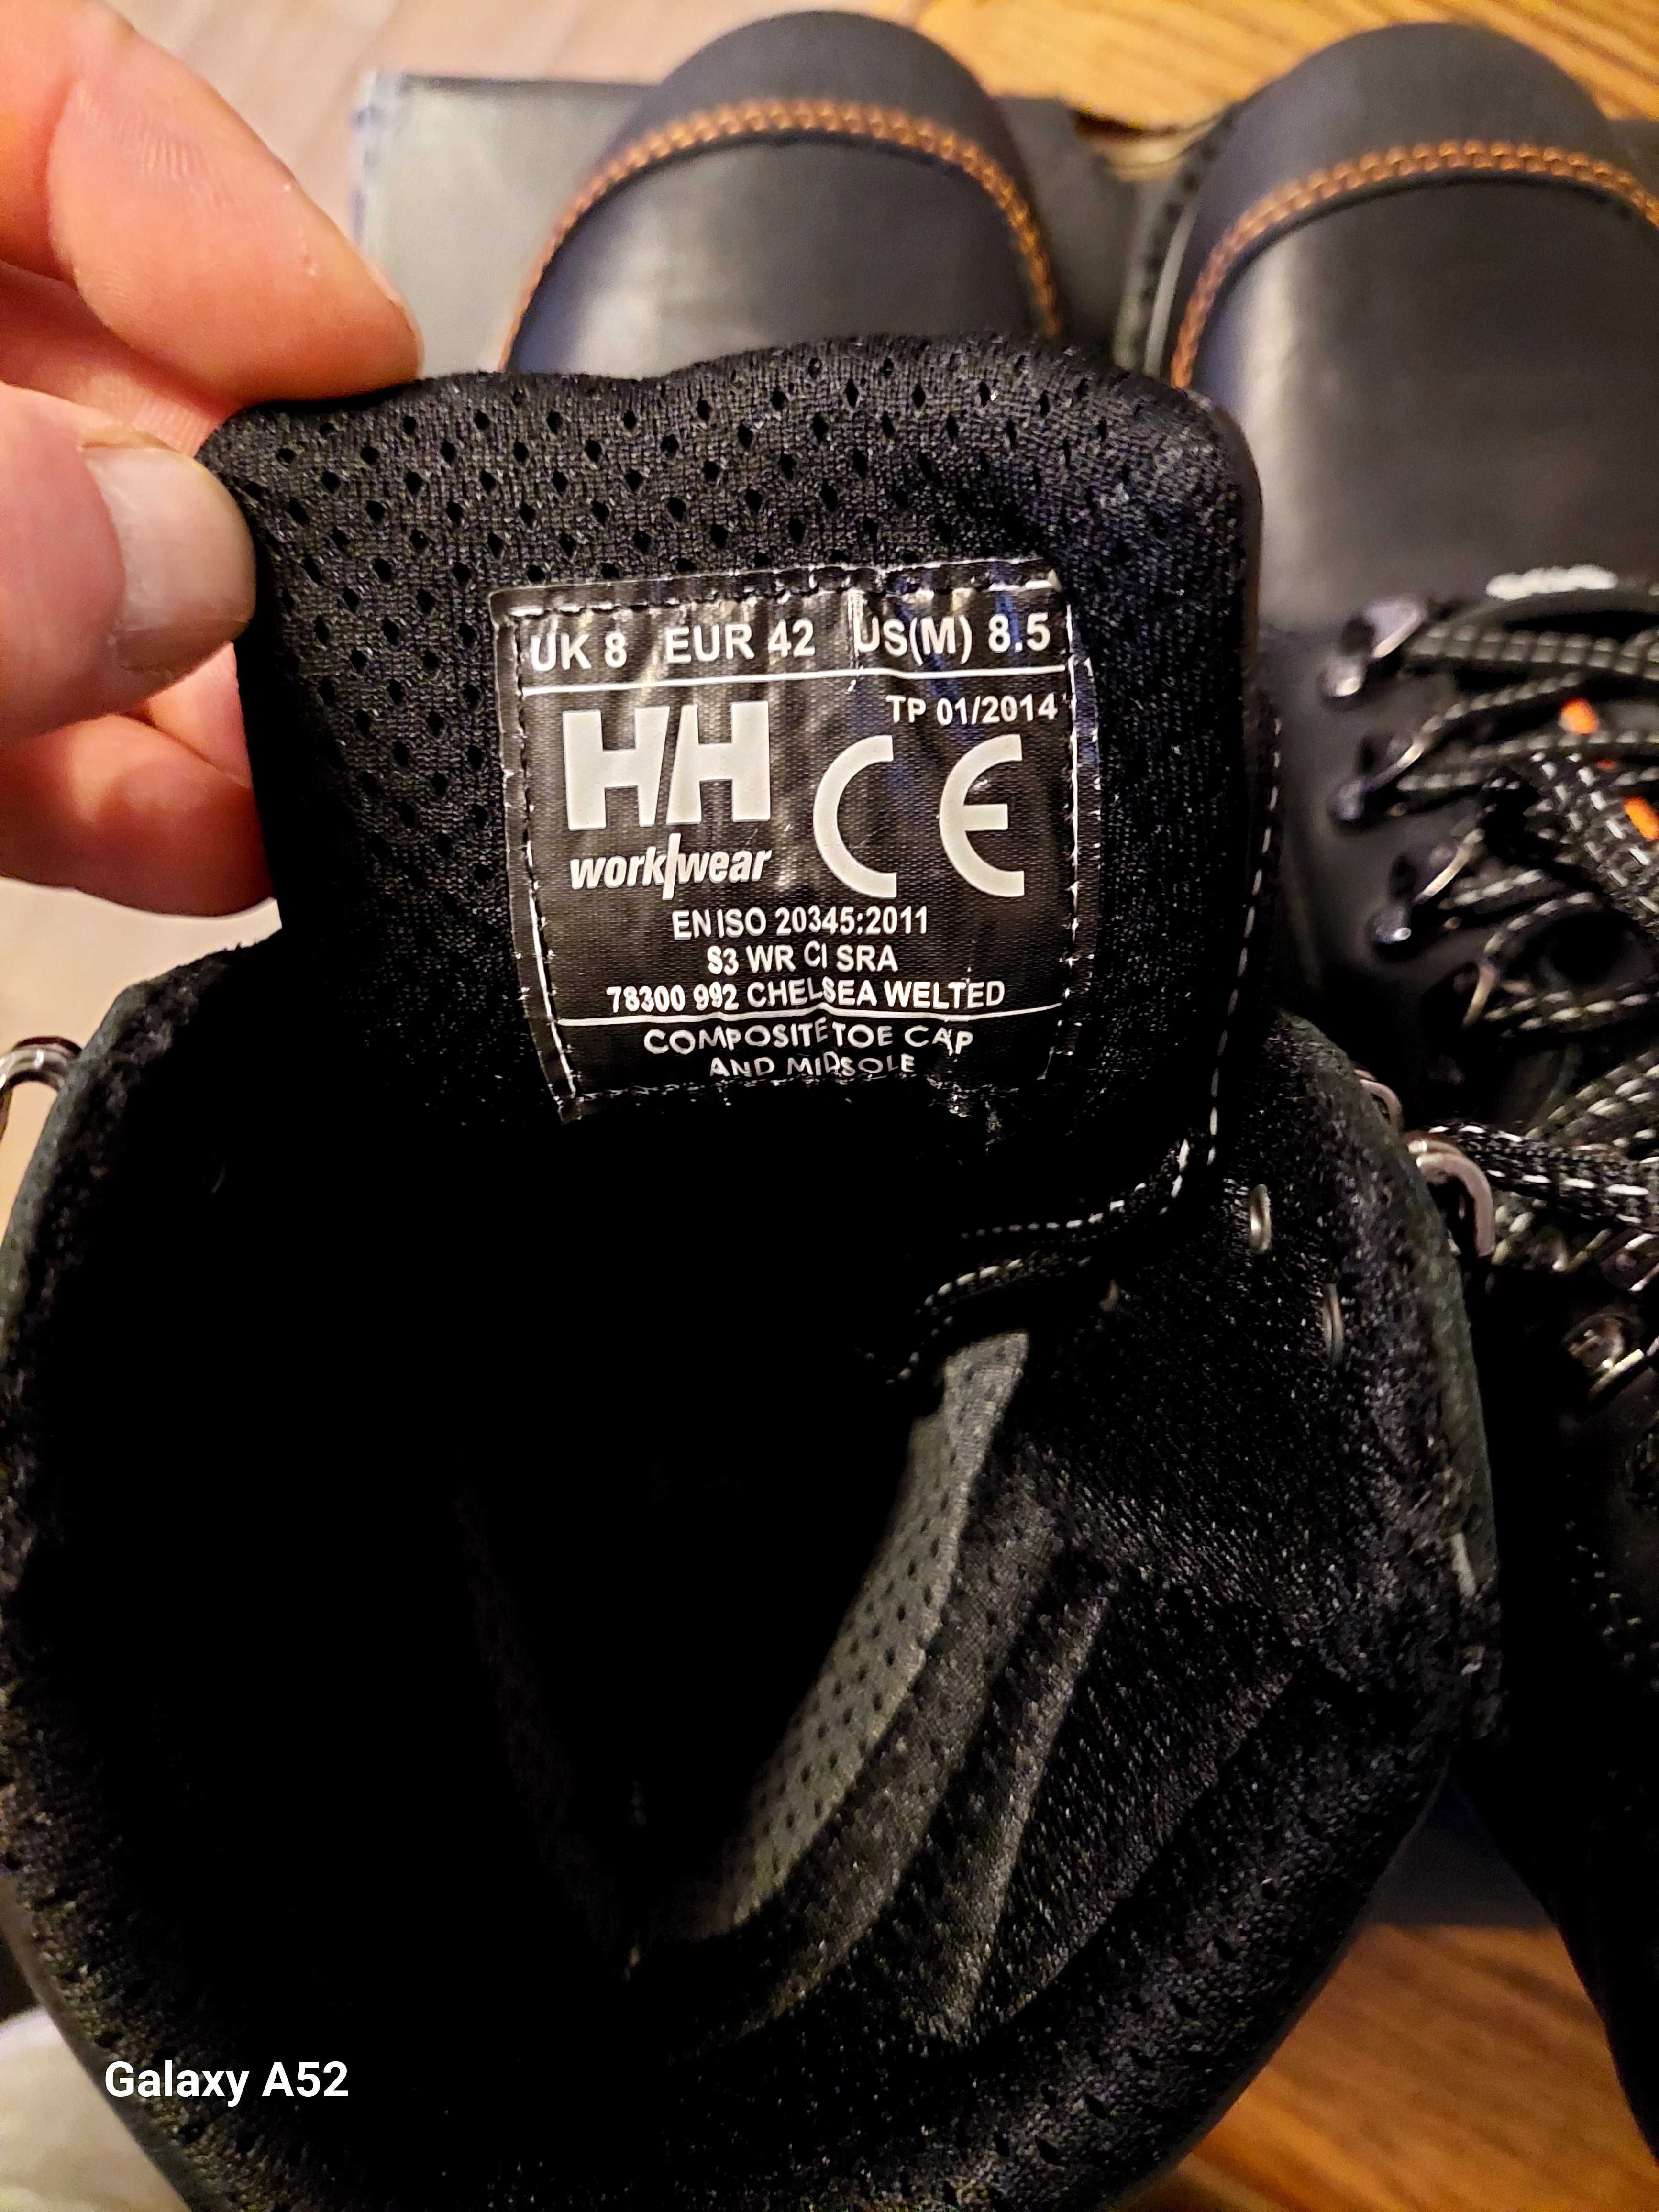 UK 8 EUR 42 US(M) 8.5
TP 01/2014
HH CE
work wear
EN ISO 20345:2011
S3 WR CI SRA
78300 992 CHELSEA WELTED
COMPOSITE TOE CAP
AND MIDSOLE
Galaxy A52